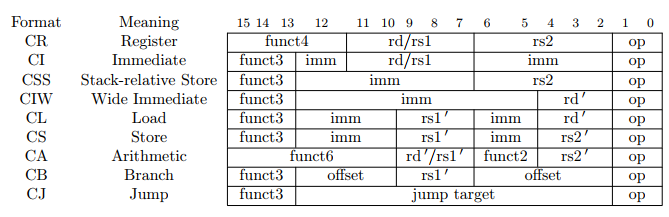 Format Meaning 15 14 13 12 11 10 9 8 7 6 5 4 3 2 1 0
CR Register funct4 rd/rs1 rs2 op
CI Immediate funct3 imm rd/rs1 imm op
CSS Stack-relative Store funct3 imm rs2 op
CIW Wide Immediate funct3 imm rd′ op
CL Load funct3 imm rs1′ imm rd′ op
CS Store funct3 imm rs1′ imm rs2′ op
CA Arithmetic funct6 rd′/rs1′ funct2 rs2′ op
CB Branch funct3 offset rs1′ offset op
CJ Jump funct3 jump target op